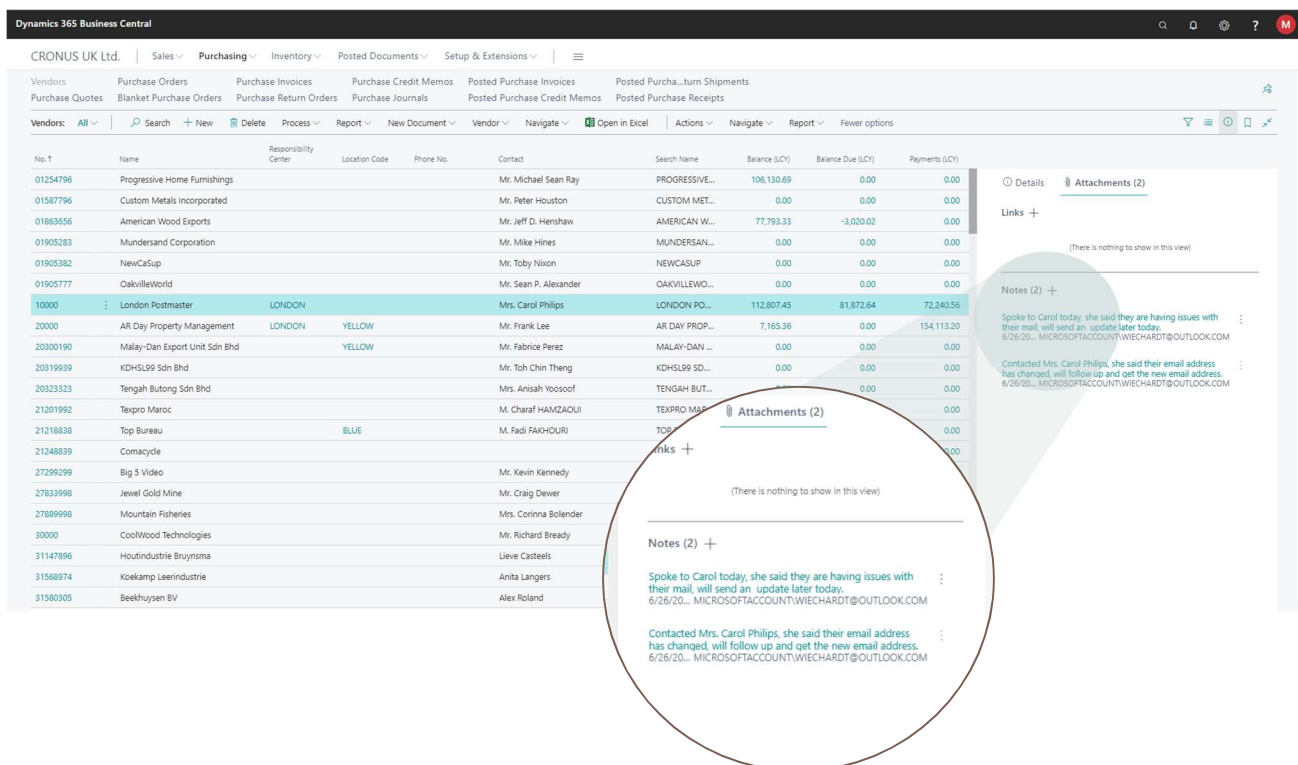 Dynamics 365 Business Central
M
CRONUS UK Ltd. Sales Purchasing Inventory Posted Documents Setup & Extensions
Vendors Purchase Orders Purchase Invoices Purchase Credit Memos Posted Purchase Invoices Posted Purcha...turn Shipments
Purchase Quotes Blanket Purchase Orders Purchase Return Orders Purchase Journals Posted Purchase Credit Memos Posted Purchase Receipts
Vendors: All Search + New Delete Process Report New Document Vendor Navigate Open in Excel Actions Navigate Report Fewer options
No. ↑ Name Responsibility Center Location Code Phone No. Contact Search Name Balance (LCY) Balance Due (LCY) Payments (LCY)
01254796 Progressive Home Furnishings Mr. Michael Sean Ray PROGRESSIVE... 106,130.69 0.00 0.00
01587796 Custom Metals Incorporated Mr. Peter Houston CUSTOM MET... 0.00 0.00 0.00
01863656 American Wood Exports Mr. Jeff D. Henshaw AMERICAN W... 77,793.33 -3,020.02 0.00
01905283 Mundersand Corporation Mr. Mike Hines MUNDERSAN... 0.00 0.00 0.00
01905382 NewCaSup Mr. Toby Nixon NEWCASUP 0.00 0.00 0.00
01905777 OakvilleWorld Mr. Sean P. Alexander OAKVILLEWO... 0.00 0.00 0.00
10000 London Postmaster LONDON Mrs. Carol Philips LONDON PO... 112,807.45 81,872.64 72,240.56
20000 AR Day Property Management LONDON YELLOW Mr. Frank Lee AR DAY PROP... 7,165.36 0.00 154,113.20
20300190 Malay-Dan Export Unit Sdn Bhd YELLOW Mr. Fabrice Perez MALAY-DAN ... 0.00 0.00 0.00
20319939 KDHSL99 Sdn Bhd Mr. Toh Chin Theng KDHSL99 SD... 0.00 0.00 0.00
20323323 Tengah Butong Sdn Bhd Mrs. Anisah Yoosoof TENGAH BUT... 0.00 0.00
21201992 Texpro Maroc M. Charaf HAMZAOUI TEXPRO MAR 0.00
21218838 Top Bureau BLUE M. Fadi FAKHOURI TOP 0.00
21248839 Comacycle 0.00
27299299 Big 5 Video Mr. Kevin Kennedy
27833998 Jewel Gold Mine Mr. Craig Dewer
27889998 Mountain Fisheries Mrs. Corinna Bolender
30000 CoolWood Technologies Mr. Richard Bready
31147896 Houtindustrie Bruynsma Lieve Casteels
31568974 Koekamp Leerindustrie Anita Langers
31580305 Beekhuysen BV Alex Roland
Details Attachments (2)
Links +
(There is nothing to show in this view)
Notes (2) +
Spoke to Carol today, she said they are having issues with
their mail, will send an update later today.
6/26/20... MICROSOFTACCOUNT\WIECHARDT@OUTLOOK.COM
Contacted Mrs. Carol Philips, she said their email address
has changed, will follow up and get the new email address.
6/26/20... MICROSOFTACCOUNT\WIECHARDT@OUTLOOK.COM
Attachments (2)
inks +
(There is nothing to show in this view)
Notes (2) +
Spoke to Carol today, she said they are having issues with
their mail, will send an update later today.
6/26/20... MICROSOFTACCOUNT\WIECHARDT@OUTLOOK.COM
Contacted Mrs. Carol Philips, she said their email address
has changed, will follow up and get the new email address.
6/26/20... MICROSOFTACCOUNT\WIECHARDT@OUTLOOK.COM